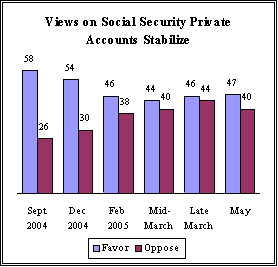 Views on Social Security Private
Accounts Stabilize
58 54 46 44 46 47
26 30 38 40 44 40
Sept Dec Feb Mid- Late May
2004 2004 2005 March March
Favor Oppose